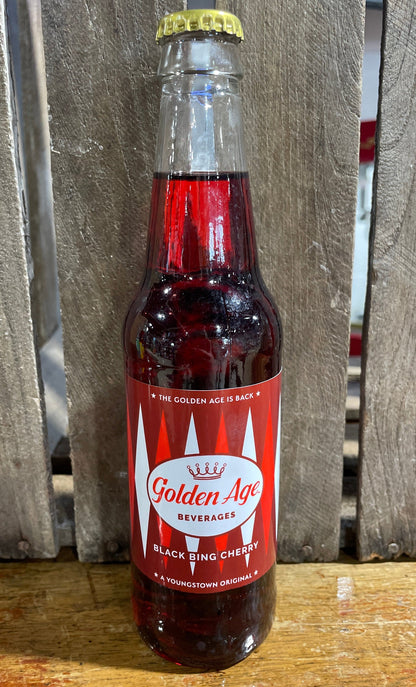 ★ THE GOLDEN AGE IS BACK ★
Golden Age
BEVERAGES
BLACK BING CHERRY
★ A YOUNGSTOWN ORIGINAL ★